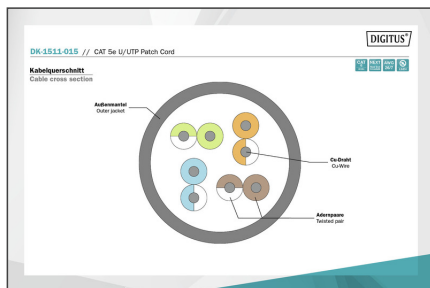 DIGITUS®
DK-1511-015 // CAT 5e U/UTP Patch Cord
Kabelquerschnitt
Cable cross section
Außenmantel
Outer jacket
Cu-Draht
Cu-Wire
Adernpaare
Twisted pair